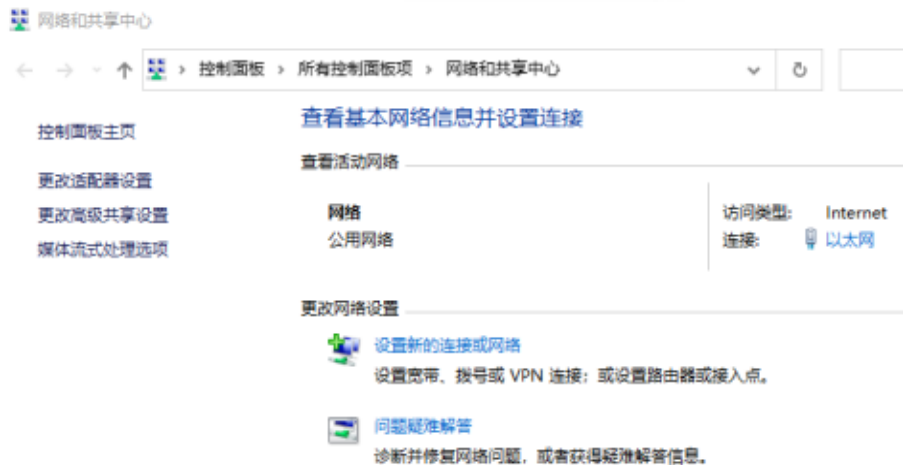 网络和共享中心
控制面板 › 所有控制面板项 › 网络和共享中心
控制面板主页
更改适配器设置
更改高级共享设置
媒体流式处理选项
查看基本网络信息并设置连接
查看活动网络
网络
公用网络
访问类型: Internet
连接: 以太网
更改网络设置
设置新的连接或网络
设置宽带、拨号或 VPN 连接；或设置路由器或接入点。
问题疑难解答
诊断并修复网络问题，或者获得疑难解答信息。